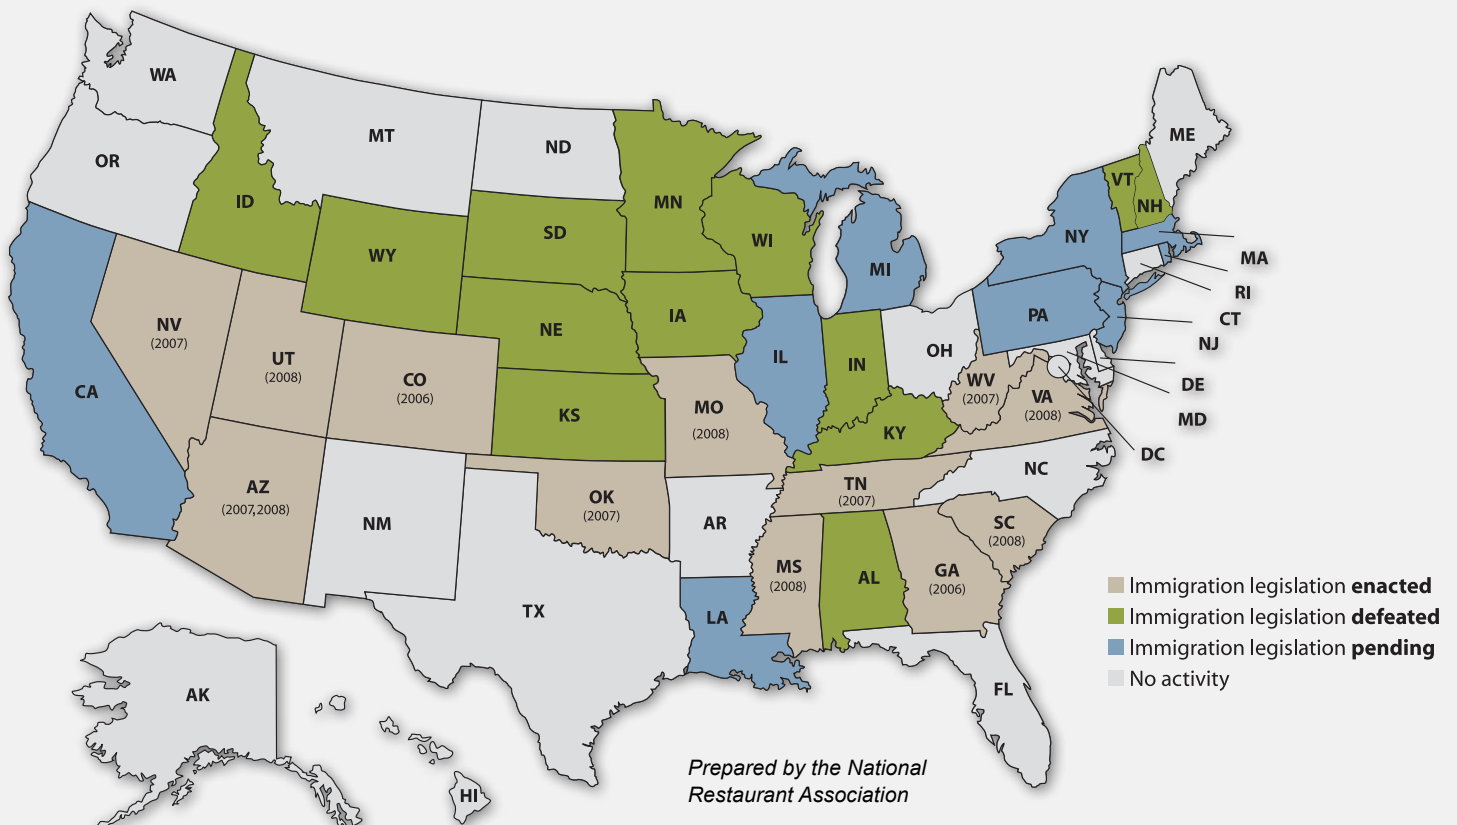 WA
MT
ND
OR
ID
WY
SD
MN
WI
MI
NY
VT
NH
ME
MA
RI
CT
NJ
PA
NV
(2007)
UT
(2008)
CO
(2006)
NE
IA
IL
IN
OH
CA
KS
MO
(2008)
KY
WV
(2007)
VA
(2008)
DE
MD
DC
AZ
(2007,2008)
NM
OK
(2007)
AR
TN
(2007)
NC
SC
(2008)
MS
(2008)
AL
GA
(2006)
TX
LA
FL
AK
HI
Immigration legislation enacted
Immigration legislation defeated
Immigration legislation pending
No activity
Prepared by the National
Restaurant Association